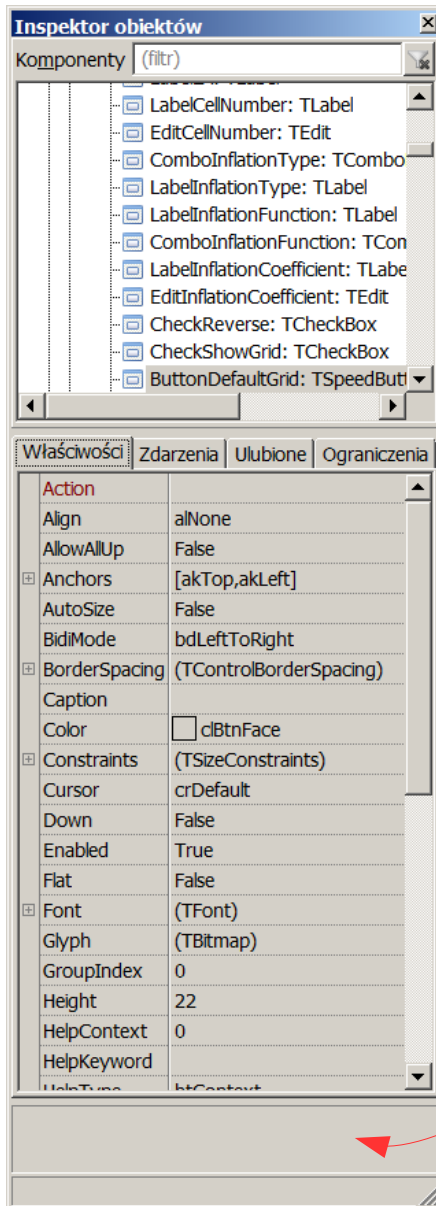 Inspektor obiektów
Komponenty (filtr)
LabelCellNumber: TLabel
EditCellNumber: TEdit
ComboInflationType: TCombo
LabelInflationType: TLabel
LabelInflationFunction: TLabel
ComboInflationFunction: TCom
LabelInflationCoefficient: TLabe
EditInflationCoefficient: TEdit
CheckReverse: TCheckBox
CheckShowGrid: TCheckBox
ButtonDefaultGrid: TSpeedButt
Właściwości Zdarzenia Ulubione Ograniczenia
Action
Align alNone
AllowAllUp False
Anchors [akTop,akLeft]
AutoSize False
BidiMode bdLeftToRight
BorderSpacing (TControlBorderSpacing)
Caption
Color clBtnFace
Constraints (TSizeConstraints)
Cursor crDefault
Down False
Enabled True
Flat False
Font (TFont)
Glyph (TBitmap)
GroupIndex 0
Height 22
HelpContext 0
HelpKeyword
HelpType htContext